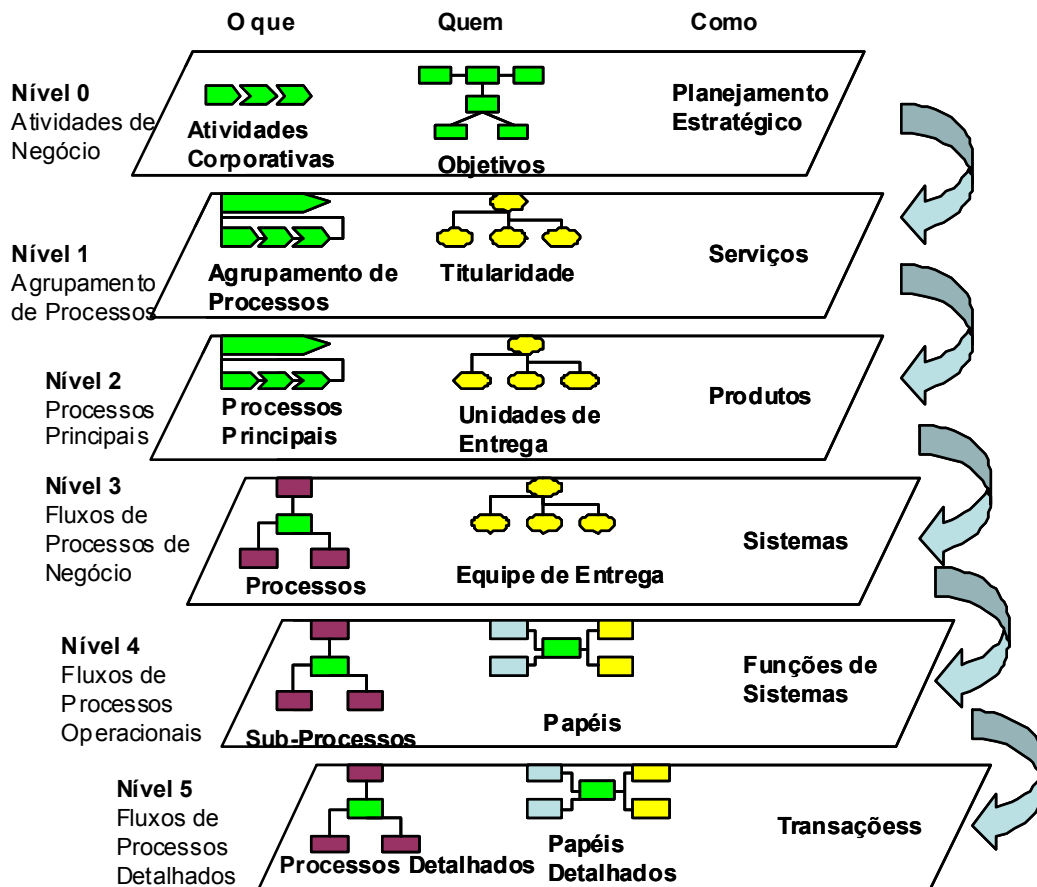 O que
Quem
Como
Nível 0
Atividades de
Negócio
Atividades
Corporativas
Objetivos
Planejamento
Estratégico
Nível 1
Agrupamento
de Processos
Agrupamento de
Processos
Titularidade
Serviços
Nível 2
Processos
Principais
Processos
Principais
Unidades de
Entrega
Produtos
Nível 3
Fluxos de
Processos de
Negócio
Processos
Equipe de Entrega
Sistemas
Nível 4
Fluxos de
Processos
Operacionais
Sub-Processos
Papéis
Funções de
Sistemas
Nível 5
Fluxos de
Processos
Detalhados
Processos Detalhados
Papéis
Detalhados
Transaçõess